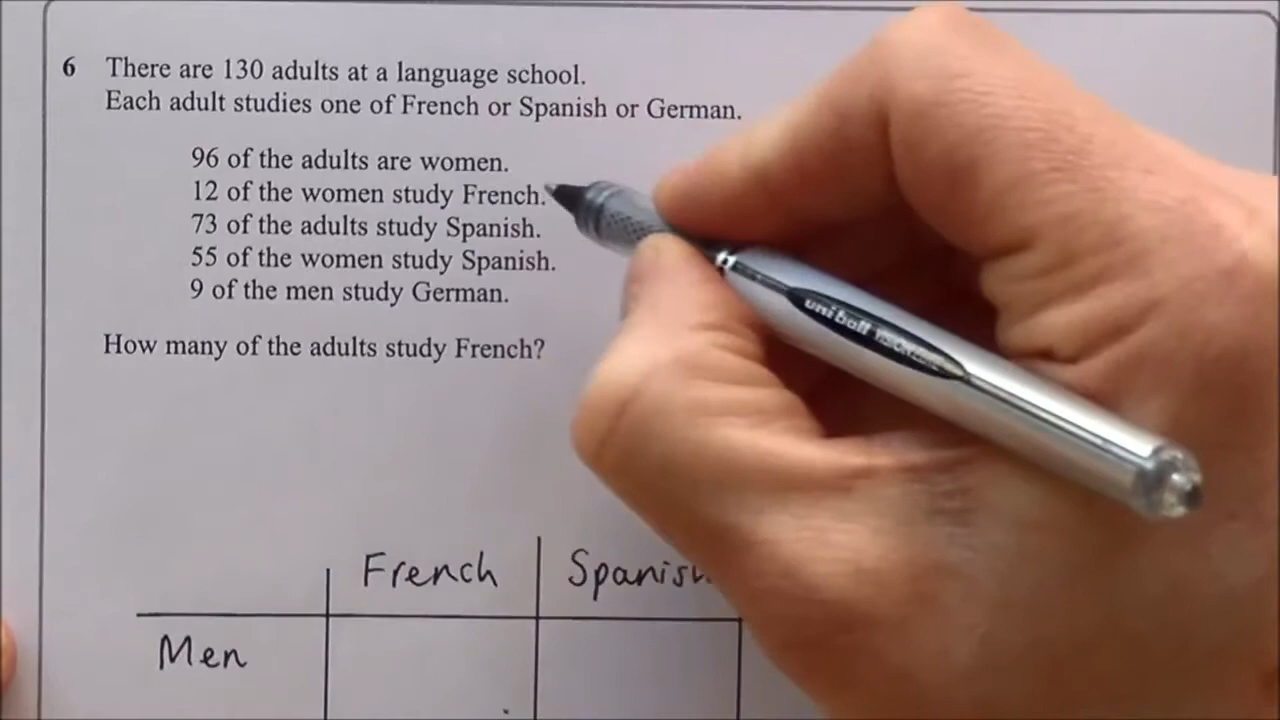 6 There are 130 adults at a language school.
Each adult studies one of French or Spanish or German.
96 of the adults are women.
12 of the women study French.
73 of the adults study Spanish.
55 of the women study Spanish.
9 of the men study German.
How many of the adults study French?
uni ball
French Spanish
Men